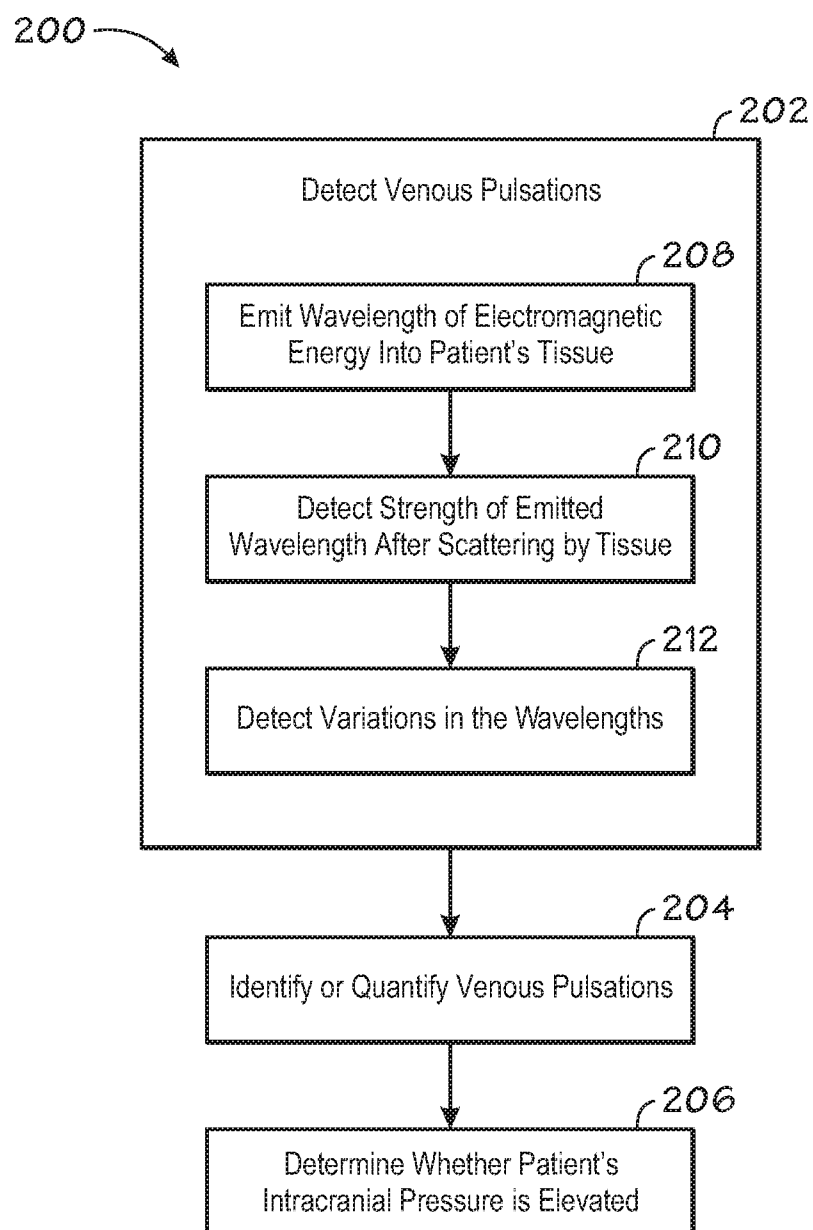 200
202
Detect Venous Pulsations
208
Emit Wavelength of Electromagnetic
Energy Into Patient's Tissue
210
Detect Strength of Emitted
Wavelength After Scattering by Tissue
212
Detect Variations in the Wavelengths
204
Identify or Quantify Venous Pulsations
206
Determine Whether Patient's
Intracranial Pressure is Elevated